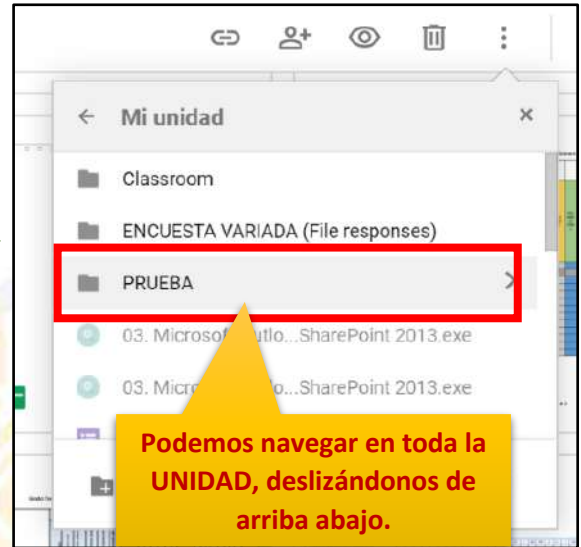 Mi unidad
Classroom
ENCUESTA VARIADA (File responses)
PRUEBA
03. Microsof utlo...SharePoint 2013.exe
03. Micr o...SharePoint 2013.exe
Podemos navegar en toda la
UNIDAD, deslizándonos de
arriba abajo.